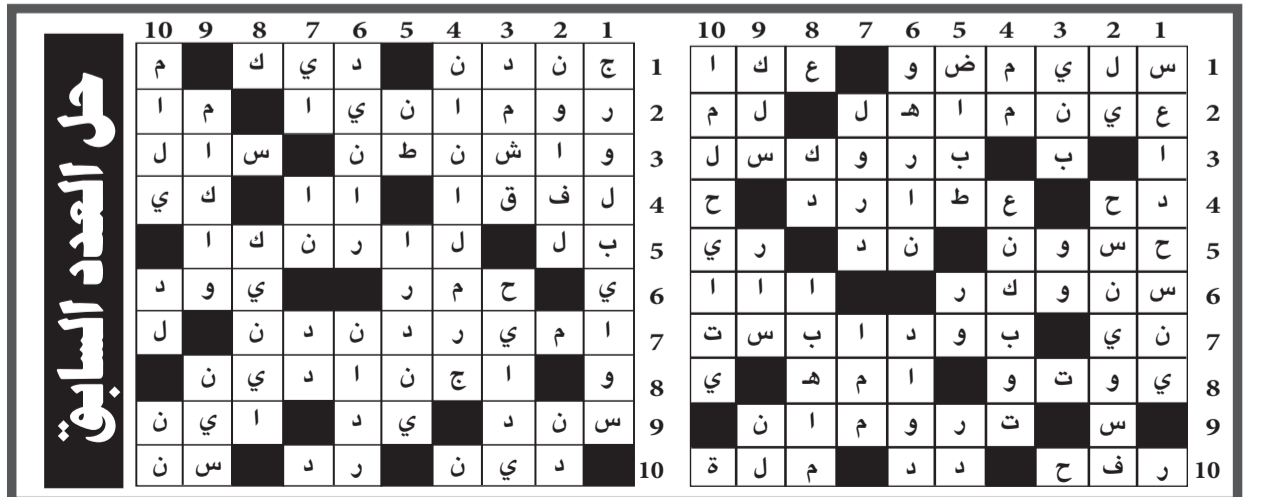 1 2 3 4 5 6 7 8 9 10
1 س ل ي م ض و ع ك ا
2 ع ي ن م ا هـ ل ل م
3 ا ب ب ر و ك س ل
4 د ح ع ط ا ر د ح
5 ح س و ن ن د ر ي
6 س ن و ك ر ا ا ا
7 ن ي ب و د ا ب س ت
8 ي و ت و ا م هـ ي
9 س ت ر و م ا ن
10 ر ف ح د د م ل ة
1 2 3 4 5 6 7 8 9 10
1 ج ن د ن د ي ك م
2 ر و م ا ن ي ا م ا
3 و ا ش ن ط ن س ا ل
4 ل ف ق ا ا ا ك ي
5 ب ل ل ا ر ن ك ا
6 ي ح م ر ي و د
7 ا م ي ر د ن د ن ل
8 و ا ج ن ا د ي ن
9 س ن د ي د ا ي ن
10 د ي ن ر د س ن
حل العدد السابق: